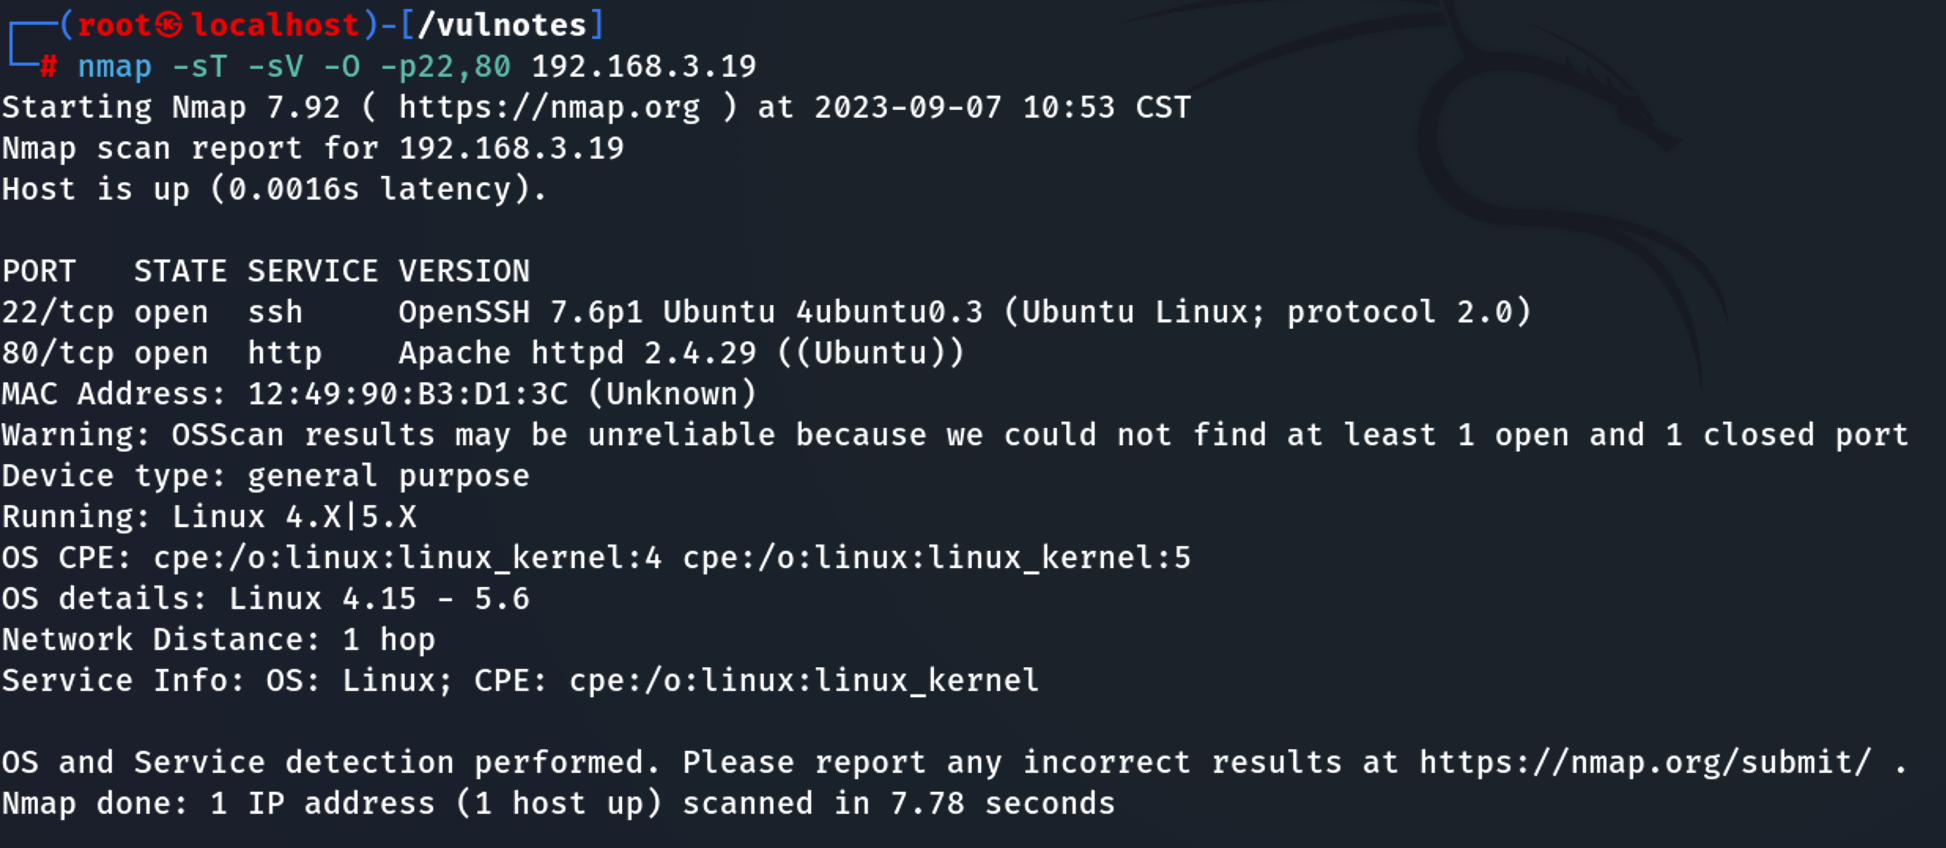 ┌──(root㉿localhost)-[/vulnotes]
└─# nmap -sT -sV -O -p22,80 192.168.3.19
Starting Nmap 7.92 ( https://nmap.org ) at 2023-09-07 10:53 CST
Nmap scan report for 192.168.3.19
Host is up (0.0016s latency).

PORT   STATE SERVICE VERSION
22/tcp open  ssh     OpenSSH 7.6p1 Ubuntu 4ubuntu0.3 (Ubuntu Linux; protocol 2.0)
80/tcp open  http    Apache httpd 2.4.29 ((Ubuntu))
MAC Address: 12:49:90:B3:D1:3C (Unknown)
Warning: OSScan results may be unreliable because we could not find at least 1 open and 1 closed port
Device type: general purpose
Running: Linux 4.X|5.X
OS CPE: cpe:/o:linux:linux_kernel:4 cpe:/o:linux:linux_kernel:5
OS details: Linux 4.15 - 5.6
Network Distance: 1 hop
Service Info: OS: Linux; CPE: cpe:/o:linux:linux_kernel

OS and Service detection performed. Please report any incorrect results at https://nmap.org/submit/ .
Nmap done: 1 IP address (1 host up) scanned in 7.78 seconds